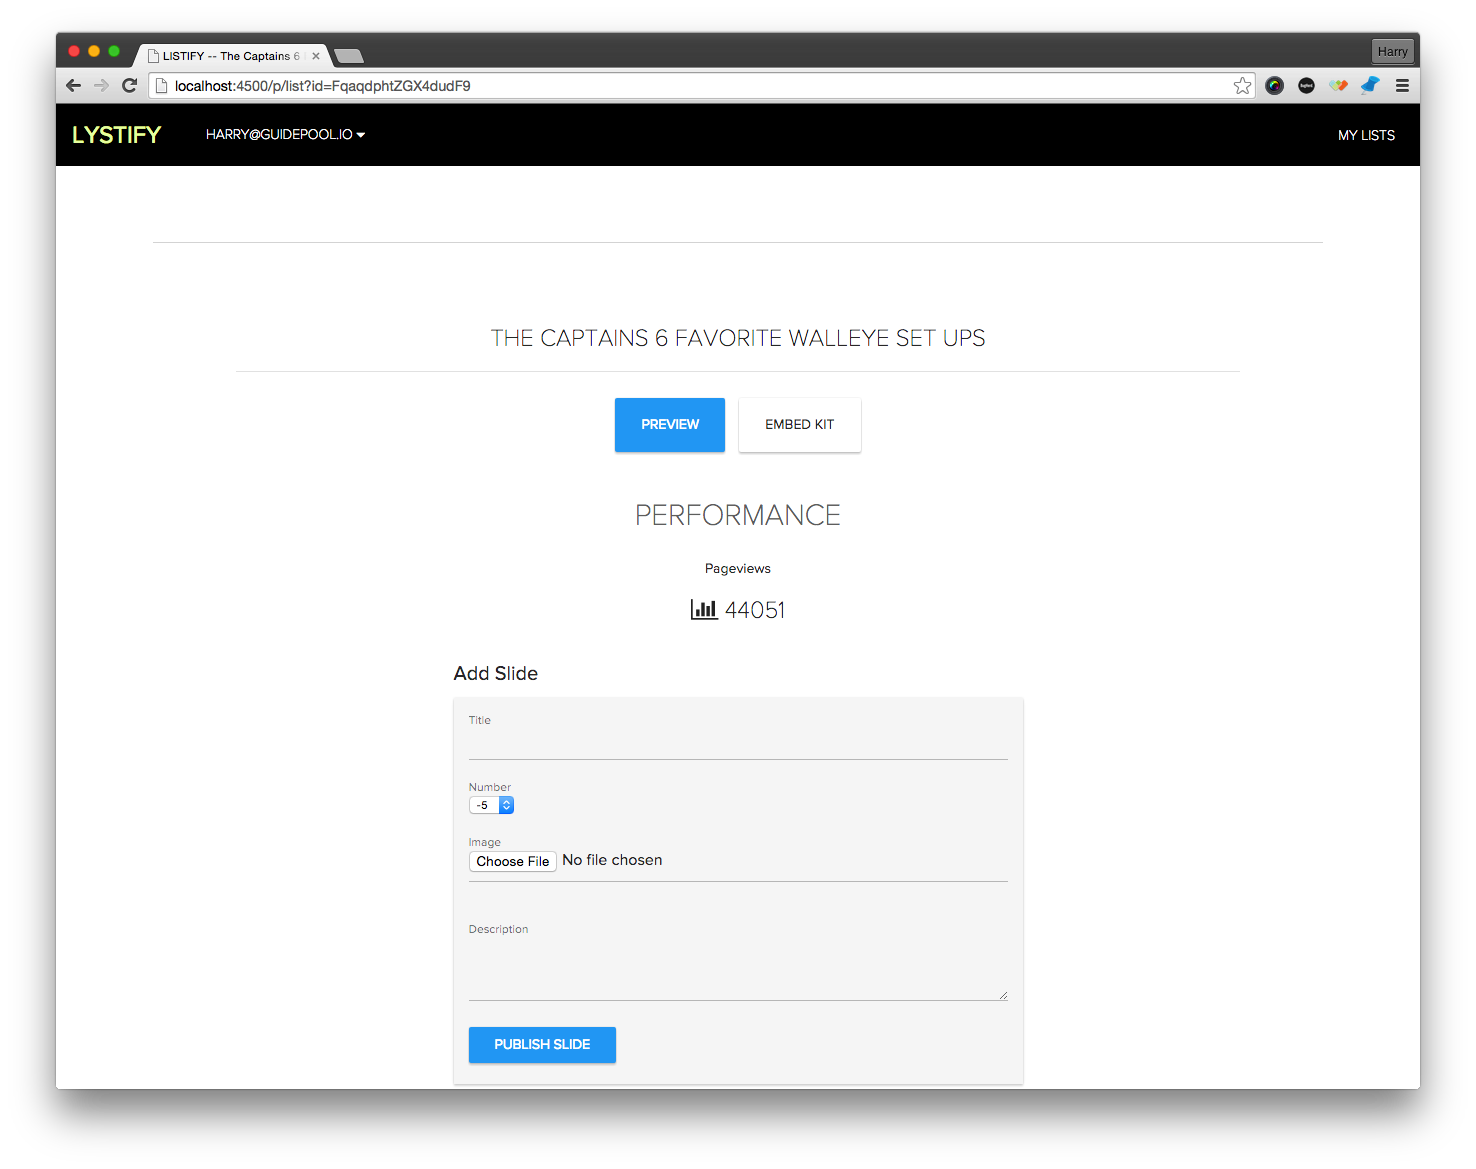 LISTIFY -- The Captains 6
Harry
localhost:4500/p/list?id=FqaqdphtZGX4dudF9
LYSTIFY
HARRY@GUIDEPOOL.IO
MY LISTS
THE CAPTAINS 6 FAVORITE WALLEYE SET UPS
PREVIEW
EMBED KIT
PERFORMANCE
Pageviews
44051
Add Slide
Title
Number
-5
Image
Choose File No file chosen
Description
PUBLISH SLIDE